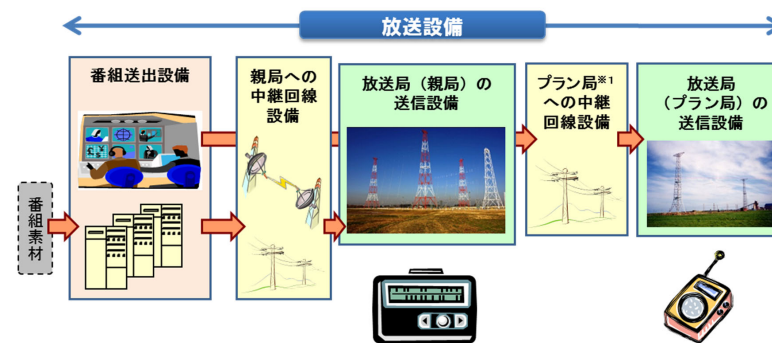 放送設備
番組素材
番組送出設備
親局への
中継回線
設備
放送局（親局）の
送信設備
プラン局※1
への中継
回線設備
放送局
（プラン局）の
送信設備